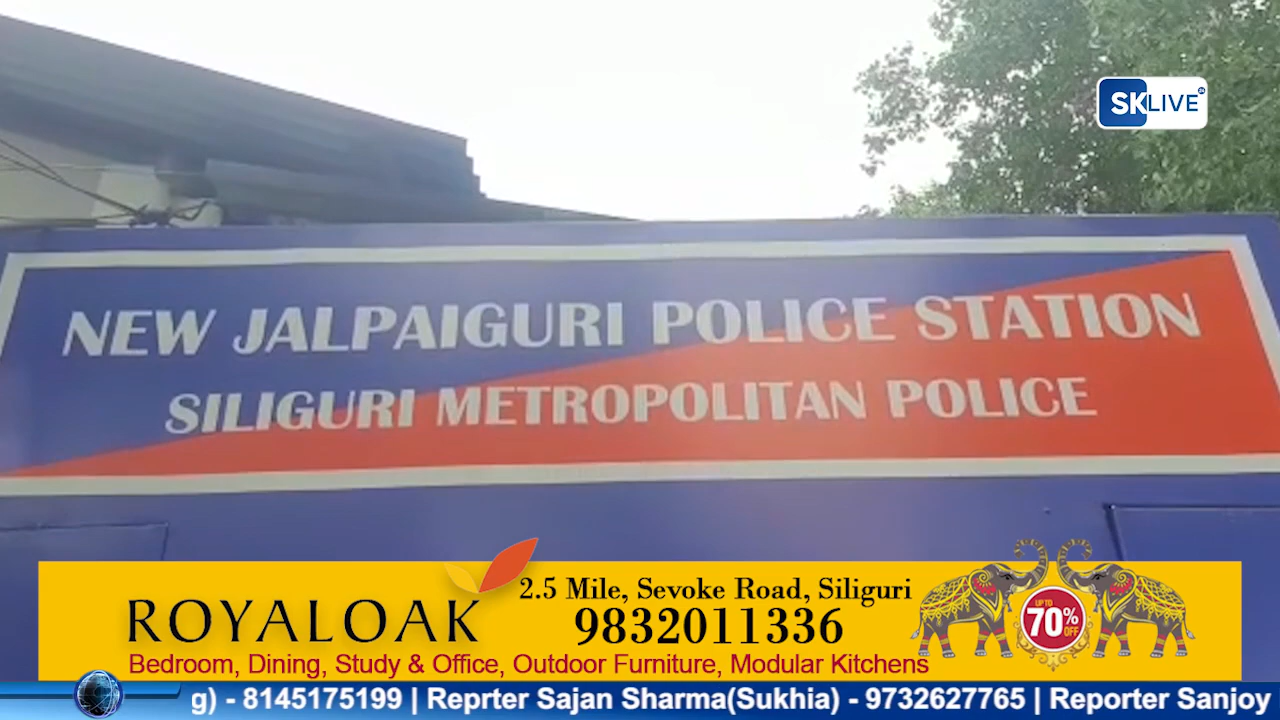 SKLIVE 24
NEW JALPAIGURI POLICE STATION
SILIGURI METROPOLITAN POLICE
2.5 Mile, Sevoke Road, Siliguri
ROYALOAK
9832011336
UP TO
70%
OFF
Bedroom, Dining, Study & Office, Outdoor Furniture, Modular Kitchens
g) - 8145175199 | Reprter Sajan Sharma(Sukhia) - 9732627765 | Reporter Sanjoy